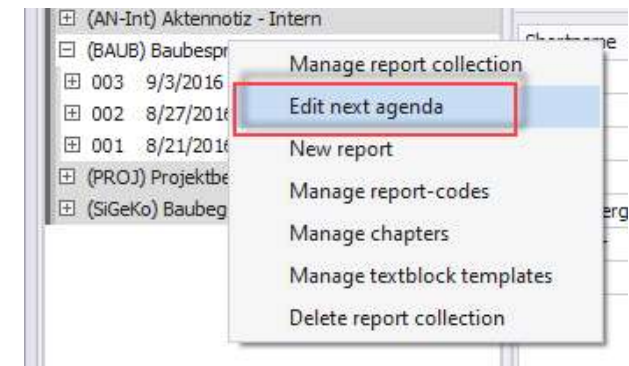 (AN-Int) Aktennotiz - Intern
(BAUB) Baubespr
003 9/3/2016
002 8/27/2016
001 8/21/2016
(PROJ) Projektbe
(SiGeKo) Baubeg
Manage report collection
Edit next agenda
New report
Manage report-codes
Manage chapters
Manage textblock templates
Delete report collection